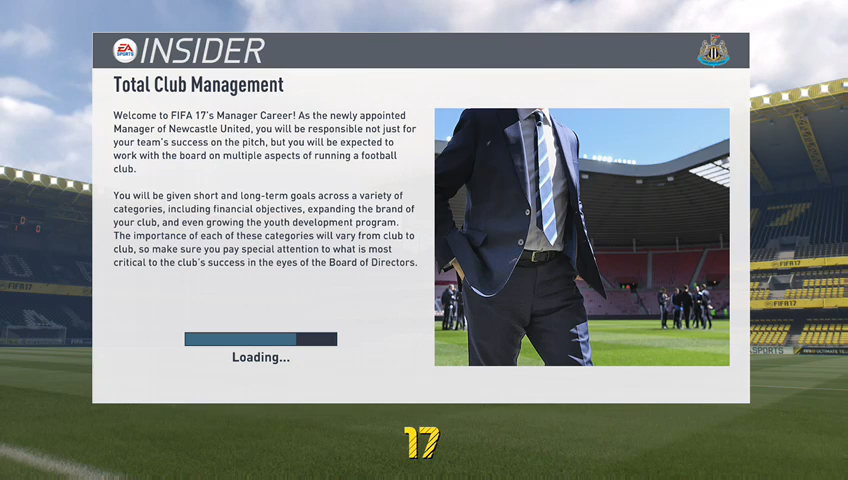 EA
SPORTS
INSIDER
Total Club Management
Welcome to FIFA 17's Manager Career! As the newly appointed
Manager of Newcastle United, you will be responsible not just for
your team's success on the pitch, but you will be expected to
work with the board on multiple aspects of running a football
club.
You will be given short and long-term goals across a variety of
categories, including financial objectives, expanding the brand of
your club, and even growing the youth development program.
The importance of each of these categories will vary from club to
club, so make sure you pay special attention to what is most
critical to the club's success in the eyes of the Board of Directors.
Loading...
FIFA17
FIFA17
FIFA17
SPORTS
17